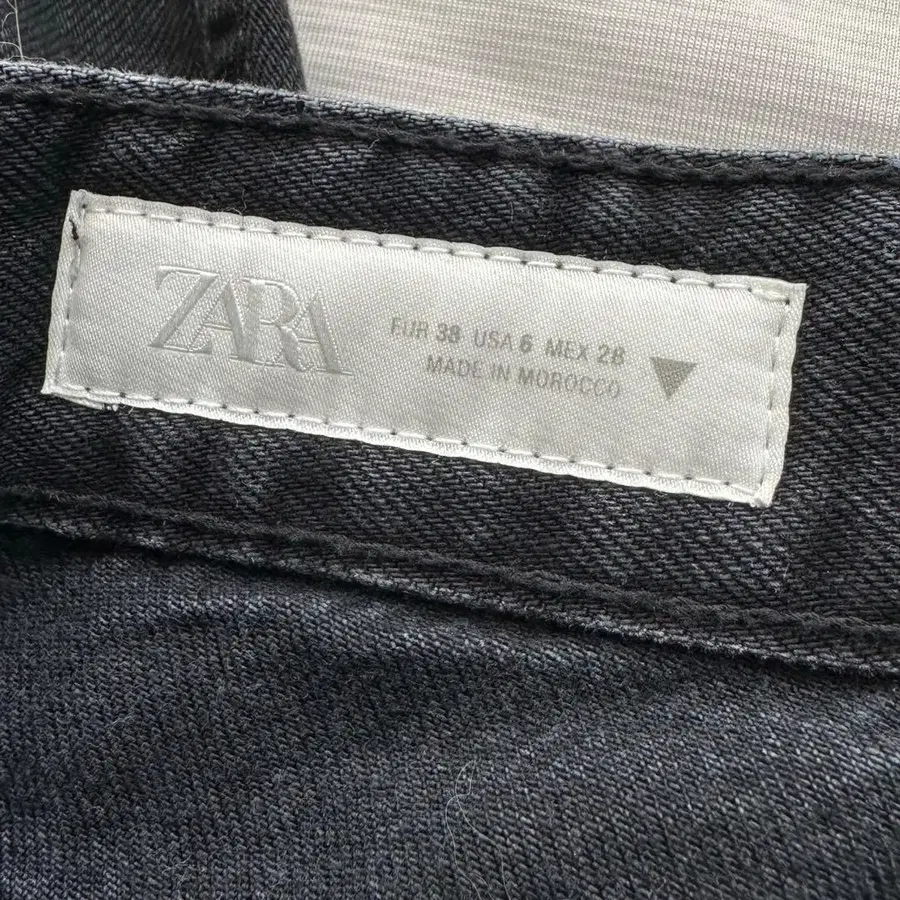 ZARA
EUR 38 USA 6 MEX 28
MADE IN MOROCCO